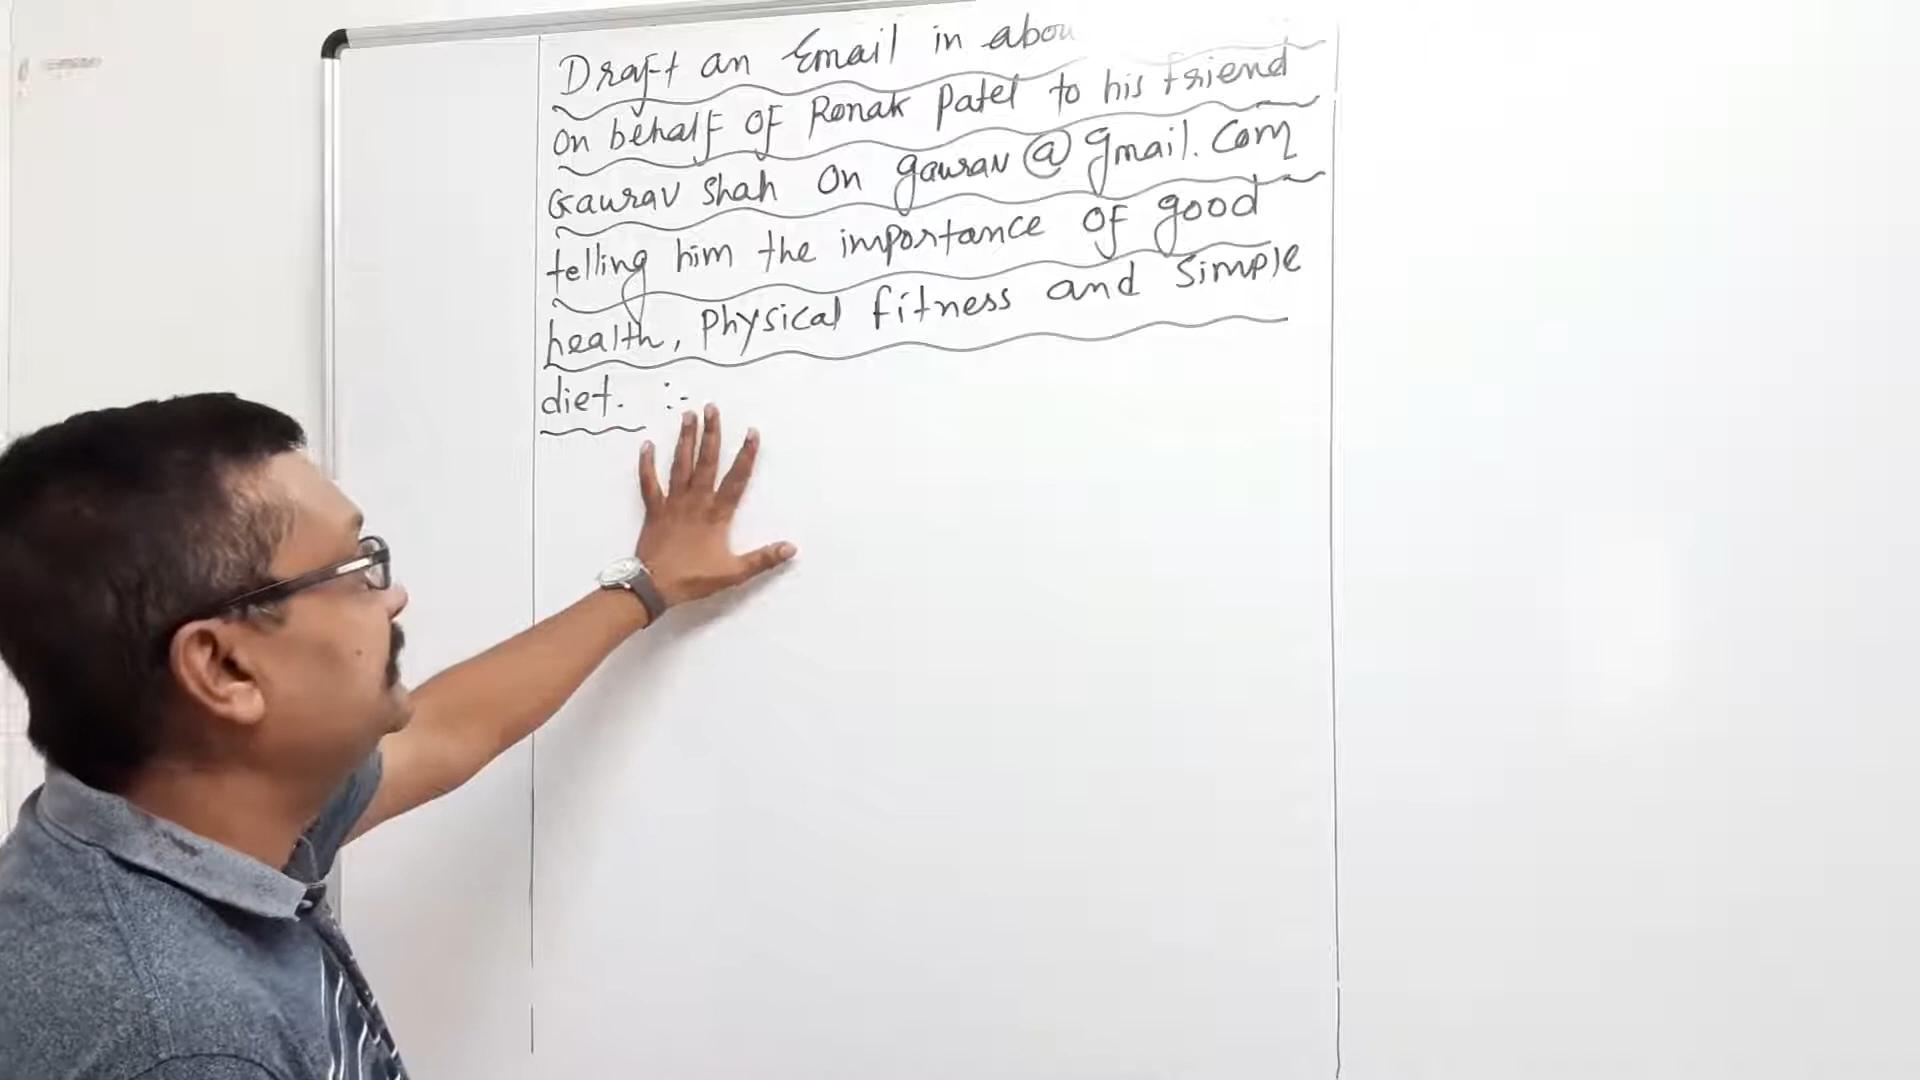 Draft an Email in
on behalf of Ronak Patel to his friend
Gaurav Shah on gaurav@gmail.com
telling him the importance of good
health, Physical fitness and Simple
diet. :-